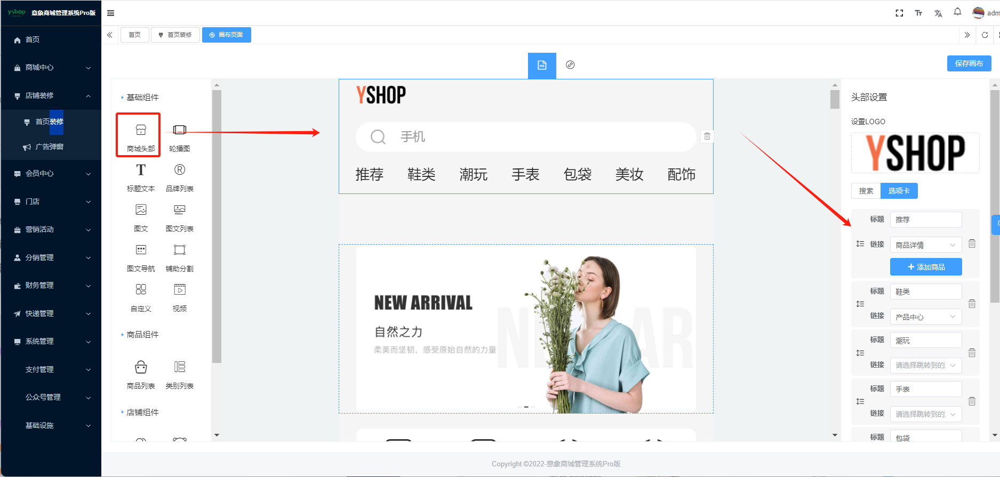 yshop 意象商城管理系统Pro版
首页
商城中心
店铺装修
首页装修
广告弹窗
会员中心
门店
营销活动
分销管理
财务管理
快递管理
系统管理
支付管理
公众号管理
基础设施
adm
首页 首页装修 画布页面
保存画布
基础组件
商城头部 轮播图
标题文本 品牌列表
图文 图文列表
图文导航 辅助分割
自定义 视频
商品组件
商品列表 类别列表
店铺组件
YSHOP
手机
推荐 鞋类 潮玩 手表 包袋 美妆 配饰
NEW ARRIVAL
自然之力
柔美而坚韧，感受原始自然的力量
头部设置
设置LOGO
YSHOP
搜索 选项卡
标题 推荐
链接 商品详情
添加商品
标题 鞋类
链接 产品中心
标题 潮玩
链接 请选择跳转到的
标题 手表
链接 请选择跳转到的
标题 包袋
Copyright ©2022-意象商城管理系统Pro版